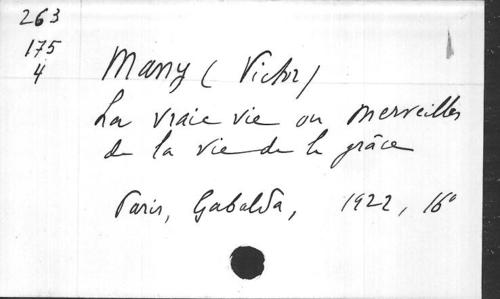 263
175
4
Many (Victor)
La vraie vie ou merveilles
de la vie de la grâce
Paris, Gabalda, 1922, 16°